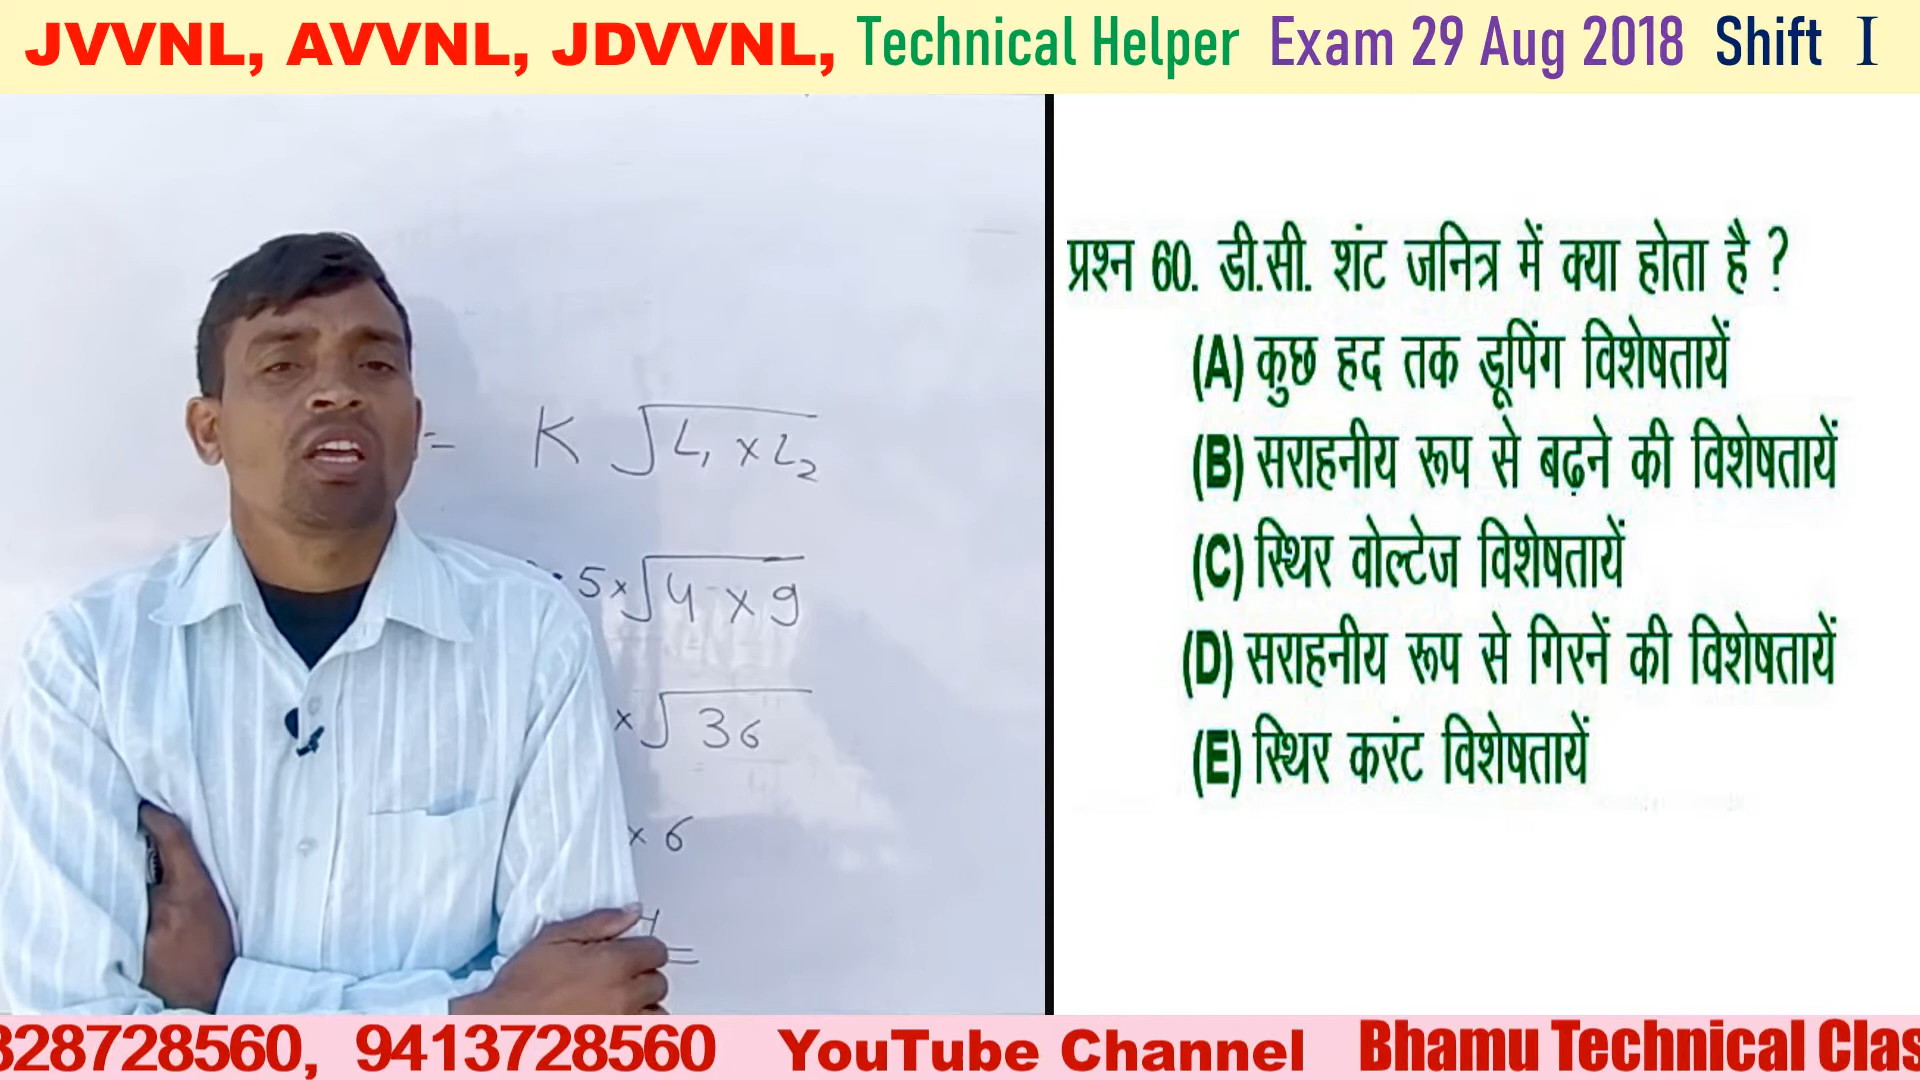 JVVNL, AVVNL, JDVVNL, Technical Helper Exam 29 Aug 2018 Shift I
= K √L₁ × L₂
5 × √4 × 9
× √36
× 6
प्रश्न 60. डी.सी. शंट जनित्र में क्या होता है ?
(A) कुछ हद तक ड्रूपिंग विशेषतायें
(B) सराहनीय रूप से बढ़ने की विशेषतायें
(C) स्थिर वोल्टेज विशेषतायें
(D) सराहनीय रूप से गिरनें की विशेषतायें
(E) स्थिर करंट विशेषतायें
328728560, 9413728560 YouTube Channel Bhamu Technical Clas